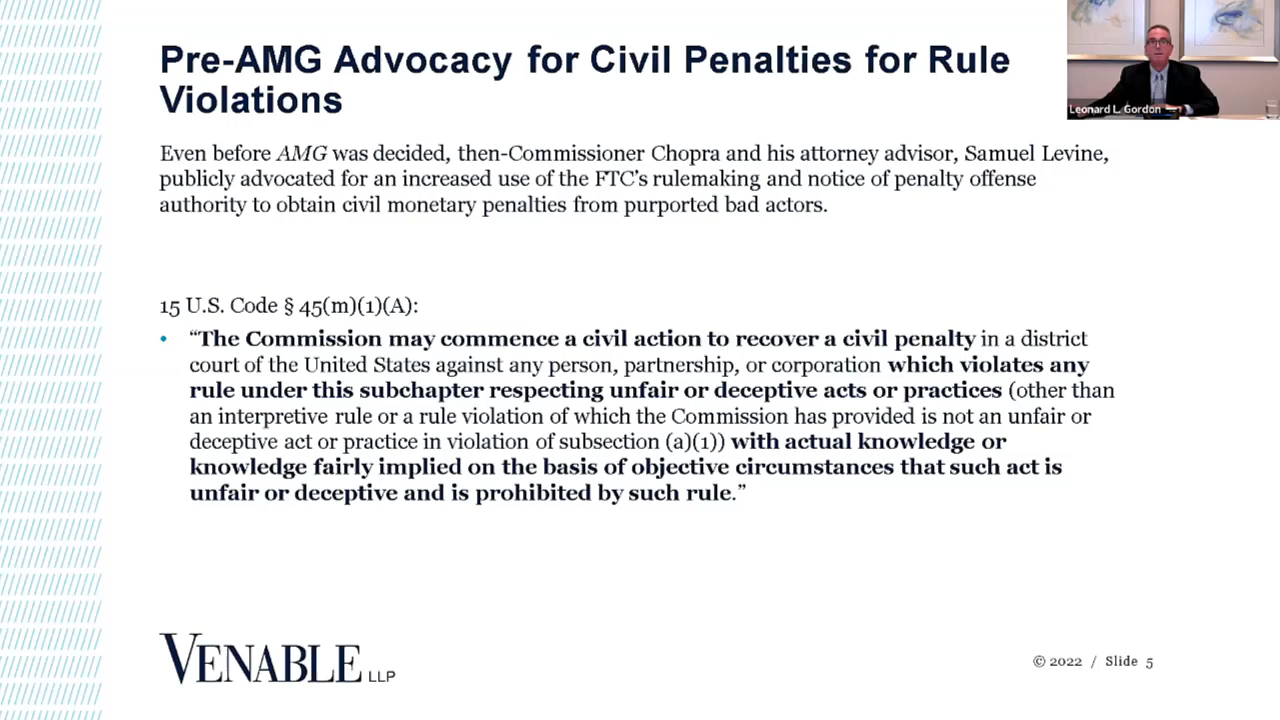 Pre-AMG Advocacy for Civil Penalties for Rule
Violations
Leonard L. Gordon
Even before AMG was decided, then-Commissioner Chopra and his attorney advisor, Samuel Levine,
publicly advocated for an increased use of the FTC’s rulemaking and notice of penalty offense
authority to obtain civil monetary penalties from purported bad actors.
15 U.S. Code § 45(m)(1)(A):
• “The Commission may commence a civil action to recover a civil penalty in a district
court of the United States against any person, partnership, or corporation which violates any
rule under this subchapter respecting unfair or deceptive acts or practices (other than
an interpretive rule or a rule violation of which the Commission has provided is not an unfair or
deceptive act or practice in violation of subsection (a)(1)) with actual knowledge or
knowledge fairly implied on the basis of objective circumstances that such act is
unfair or deceptive and is prohibited by such rule.”
VENABLE LLP
© 2022 / Slide 5